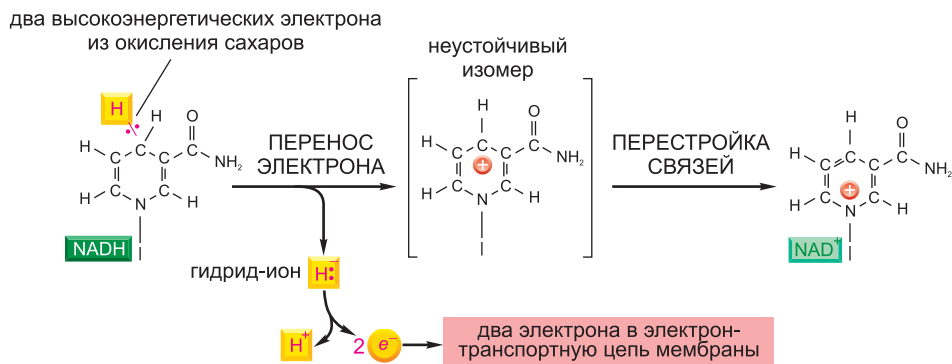 два высокоэнергетических электрона
из окисления сахаров
H
H
H
C
C
C
C
C
N
H
H
O
C
NH2
NADH
ПЕРЕНОС
ЭЛЕКТРОНА
гидрид-ион
H:–
H+
2 e–
два электрона в электрон-
транспортную цепь мембраны
неустойчивый
изомер
H
H
C
C
C
C
C
N
H
H
+
O
C
NH2
ПЕРЕСТРОЙКА
СВЯЗЕЙ
H
H
C
C
C
C
C
N
H
H
+
O
C
NH2
NAD+